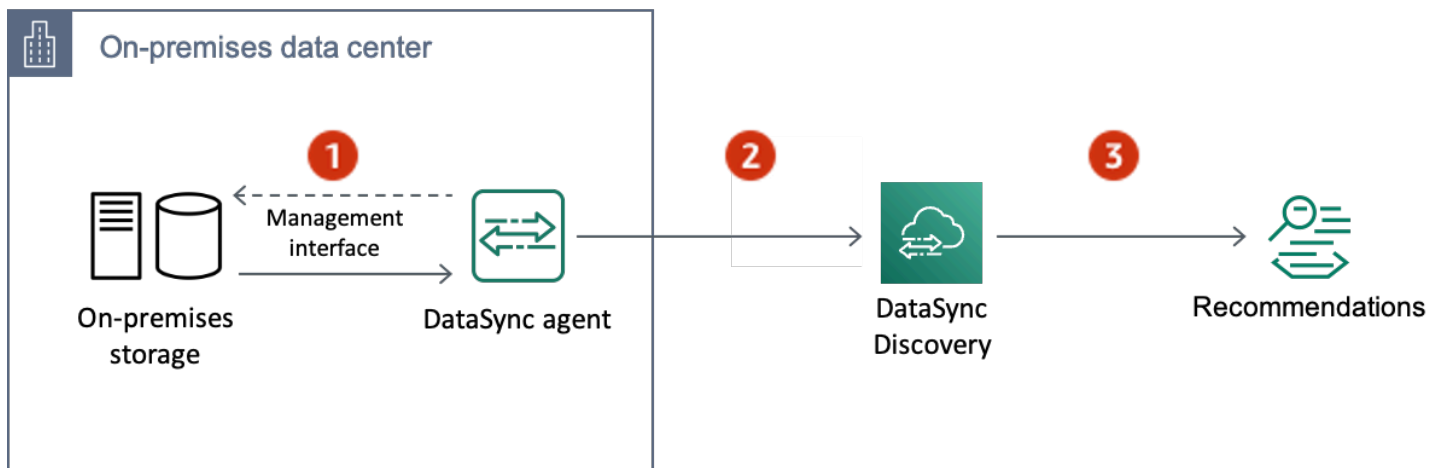 On-premises data center
1
2
3
Management
interface
On-premises
storage
DataSync agent
DataSync
Discovery
Recommendations